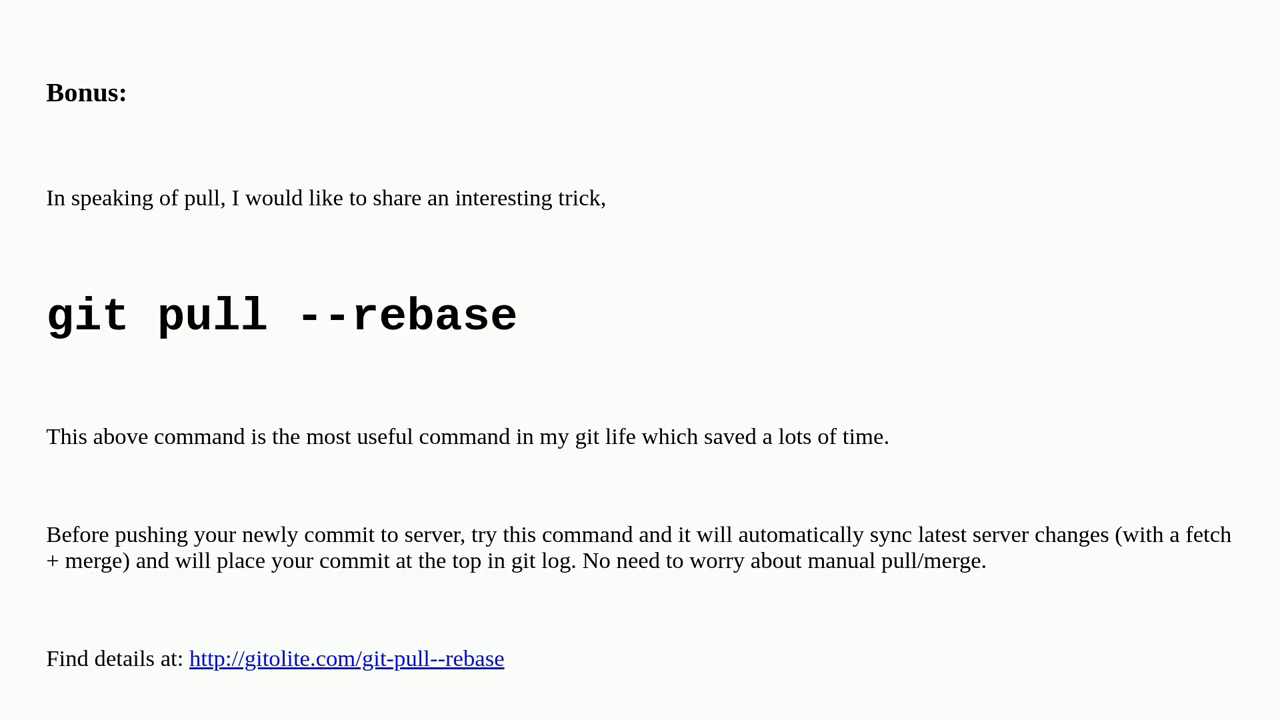 Bonus:
In speaking of pull, I would like to share an interesting trick,
git pull --rebase
This above command is the most useful command in my git life which saved a lots of time.
Before pushing your newly commit to server, try this command and it will automatically sync latest server changes (with a fetch
+ merge) and will place your commit at the top in git log. No need to worry about manual pull/merge.
Find details at: http://gitolite.com/git-pull--rebase